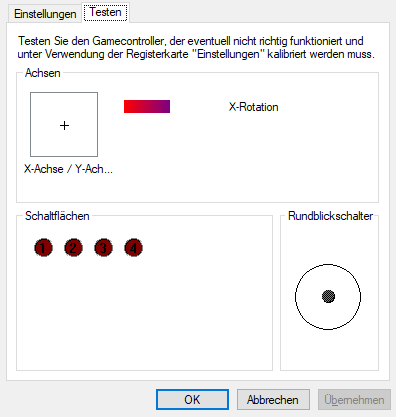 Einstellungen Testen
Testen Sie den Gamecontroller, der eventuell nicht richtig funktioniert und
unter Verwendung der Registerkarte "Einstellungen" kalibriert werden muss.
Achsen
X-Rotation
X-Achse / Y-Ach...
Schaltflächen
1 2 3 4
Rundblickschalter
OK Abbrechen Übernehmen